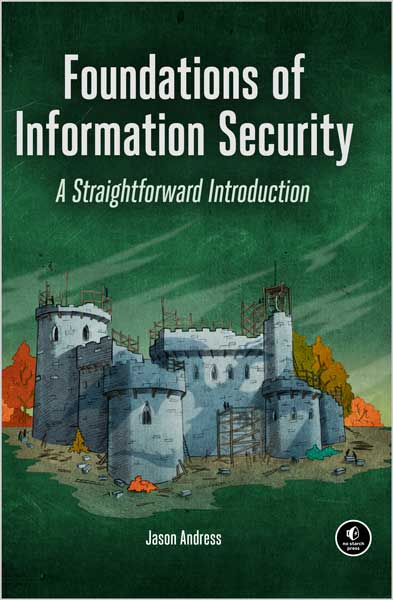 Foundations of
Information Security
A Straightforward Introduction
Jason Andress
no starch
press